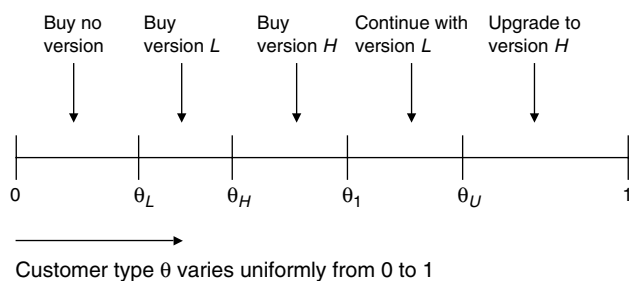 Buy no version
Buy version L
Buy version H
Continue with version L
Upgrade to version H
0
θL
θH
θ1
θU
1
Customer type θ varies uniformly from 0 to 1